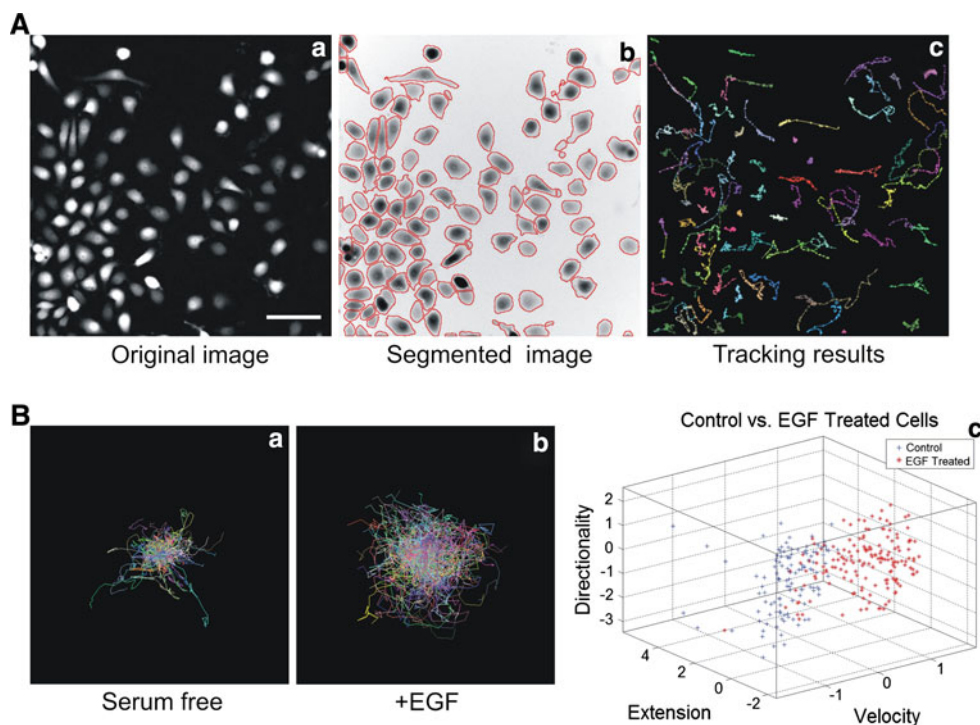 A
a
b
c
Original image
Segmented image
Tracking results
B
a
b
c
Serum free
+EGF
Control vs. EGF Treated Cells
Control
EGF Treated
Directionality
2
1
0
-1
-2
-3
4
2
0
-2
Extension
-1
0
1
Velocity